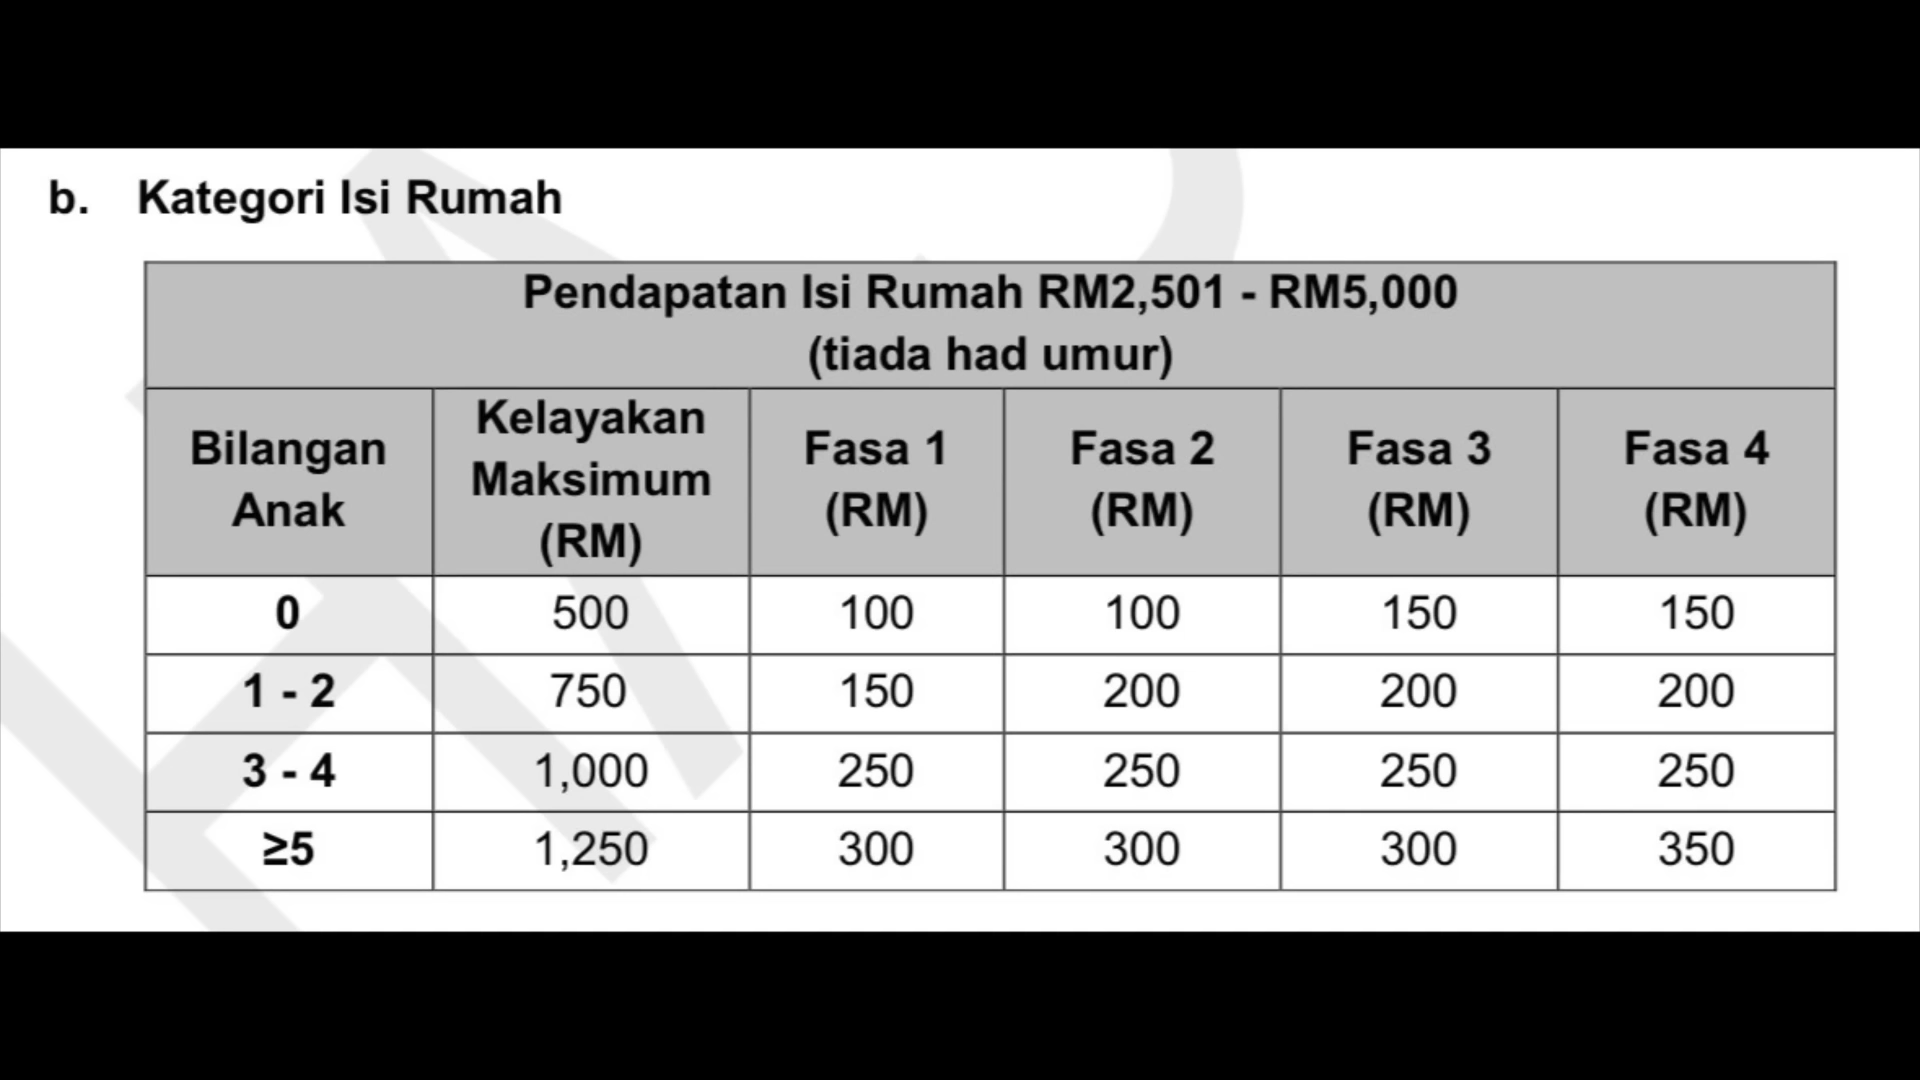 b. Kategori Isi Rumah
Pendapatan Isi Rumah RM2,501 - RM5,000
(tiada had umur)
Bilangan Anak Kelayakan Maksimum (RM) Fasa 1 (RM) Fasa 2 (RM) Fasa 3 (RM) Fasa 4 (RM)
0 500 100 100 150 150
1 - 2 750 150 200 200 200
3 - 4 1,000 250 250 250 250
≥5 1,250 300 300 300 350